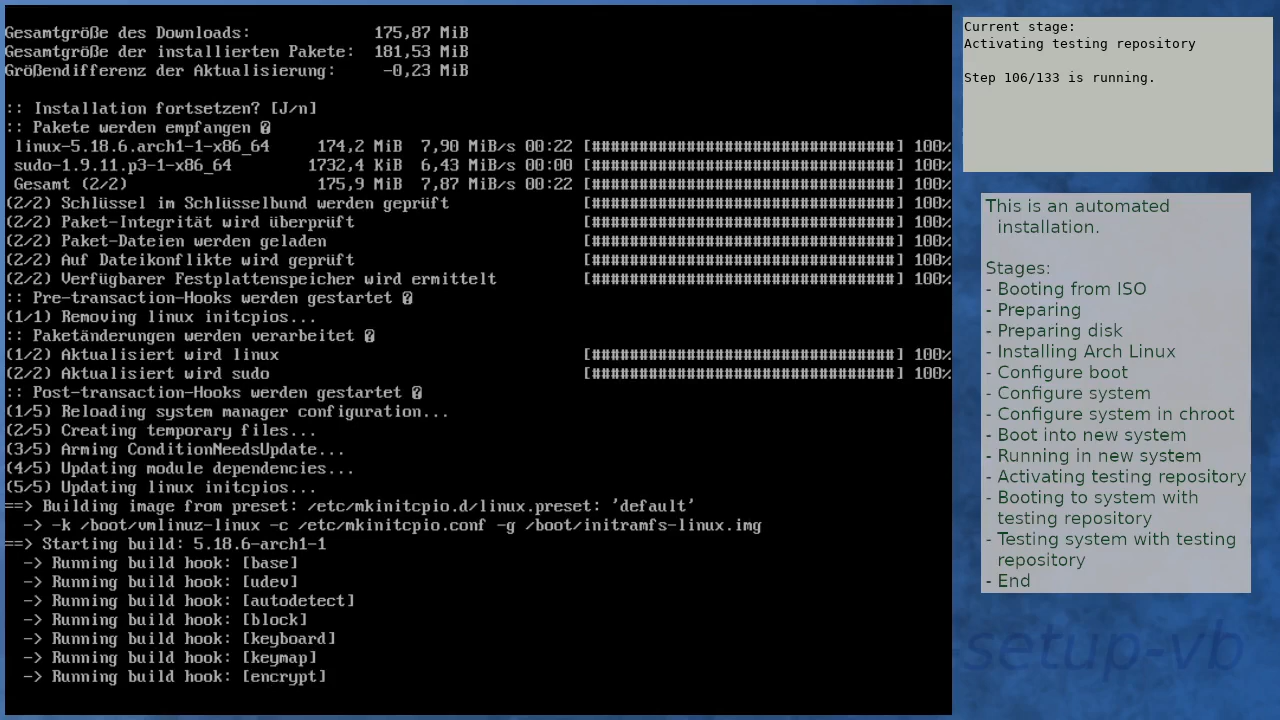 Gesamtgröße des Downloads:             175,87 MiB
Gesamtgröße der installierten Pakete:  181,53 MiB
Größendifferenz der Aktualisierung:     -0,23 MiB
:: Installation fortsetzen? [J/n]
:: Pakete werden empfangen �
linux-5.18.6.arch1-1-x86_64     174,2 MiB  7,90 MiB/s 00:22 [################################] 100%
sudo-1.9.11.p3-1-x86_64        1732,4 KiB  6,43 MiB/s 00:00 [################################] 100%
Gesamt (2/2)                    175,9 MiB  7,87 MiB/s 00:22 [################################] 100%
(2/2) Schlüssel im Schlüsselbund werden geprüft              [################################] 100%
(2/2) Paket-Integrität wird überprüft                        [################################] 100%
(2/2) Paket-Dateien werden geladen                           [################################] 100%
(2/2) Auf Dateikonflikte wird geprüft                        [################################] 100%
(2/2) Verfügbarer Festplattenspeicher wird ermittelt         [################################] 100%
:: Pre-transaction-Hooks werden gestartet �
(1/1) Removing linux initcpios...
:: Paketänderungen werden verarbeitet �
(1/2) Aktualisiert wird linux                                [################################] 100%
(2/2) Aktualisiert wird sudo                                 [################################] 100%
:: Post-transaction-Hooks werden gestartet �
(1/5) Reloading system manager configuration...
(2/5) Creating temporary files...
(3/5) Arming ConditionNeedsUpdate...
(4/5) Updating module dependencies...
(5/5) Updating linux initcpios...
==> Building image from preset: /etc/mkinitcpio.d/linux.preset: 'default'
-> -k /boot/vmlinuz-linux -c /etc/mkinitcpio.conf -g /boot/initramfs-linux.img
==> Starting build: 5.18.6-arch1-1
-> Running build hook: [base]
-> Running build hook: [udev]
-> Running build hook: [autodetect]
-> Running build hook: [block]
-> Running build hook: [keyboard]
-> Running build hook: [keymap]
-> Running build hook: [encrypt]
Current stage:
Activating testing repository
Step 106/133 is running.
This is an automated
installation.
Stages:
- Booting from ISO
- Preparing
- Preparing disk
- Installing Arch Linux
- Configure boot
- Configure system
- Configure system in chroot
- Boot into new system
- Running in new system
- Activating testing repository
- Booting to system with
testing repository
- Testing system with testing
repository
- End
-setup-vb